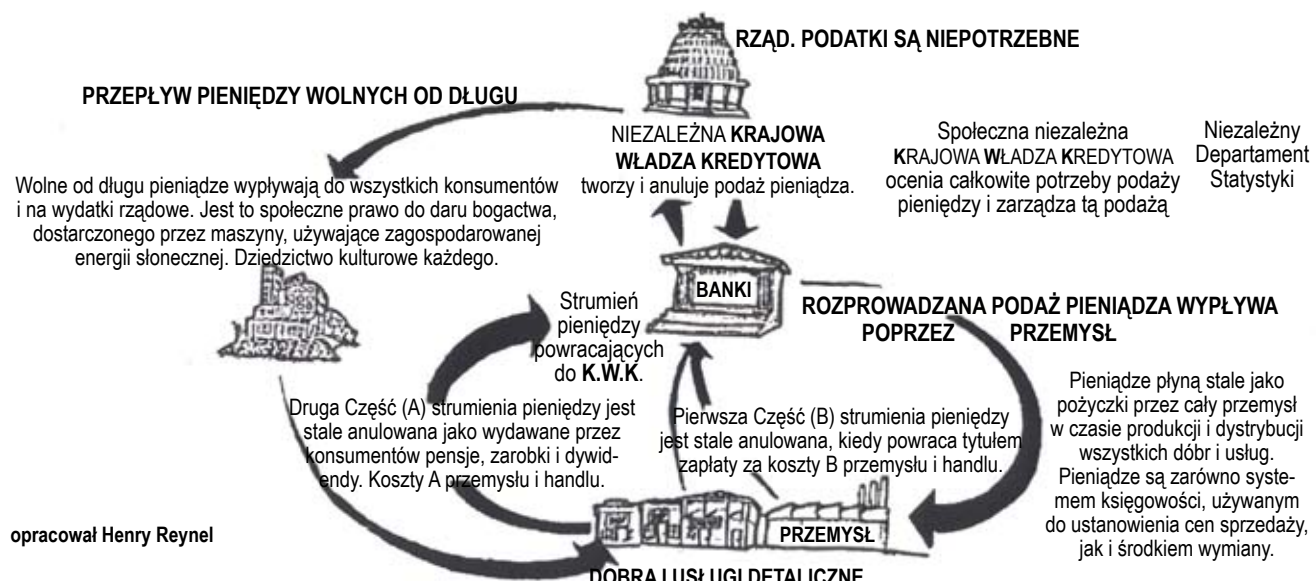 RZĄD. PODATKI SĄ NIEPOTRZEBNE
PRZEPŁYW PIENIĘDZY WOLNYCH OD DŁUGU
NIEZALEŻNA KRAJOWA
WŁADZA KREDYTOWA
tworzy i anuluje podaż pieniądza.
Społeczna niezależna
KRAJOWA WŁADZA KREDYTOWA
ocenia całkowite potrzeby podaży
pieniędzy i zarządza tą podażą
Niezależny
Departament
Statystyki
Wolne od długu pieniądze wypływają do wszystkich konsumentów
i na wydatki rządowe. Jest to społeczne prawo do daru bogactwa,
dostarczonego przez maszyny, używające zagospodarowanej
energii słonecznej. Dziedzictwo kulturowe każdego.
BANKI
Strumień
pieniędzy
powracających
do K.W.K.
ROZPROWADZANA PODAŻ PIENIĄDZA WYPŁYWA
POPRZEZ PRZEMYSŁ
Druga Część (A) strumienia pieniędzy jest
stale anulowana jako wydawane przez
konsumentów pensje, zarobki i dywid-
endy. Koszty A przemysłu i handlu.
Pierwsza Część (B) strumienia pieniędzy
jest stale anulowana, kiedy powraca tytułem
zapłaty za koszty B przemysłu i handlu.
Pieniądze płyną stale jako
pożyczki przez cały przemysł
w czasie produkcji i dystrybucji
wszystkich dóbr i usług.
Pieniądze są zarówno syste-
mem księgowości, używanym
do ustanowienia cen sprzedaży,
jak i środkiem wymiany.
opracował Henry Reynel
PRZEMYSŁ
DOBRA I USŁUGI DETALICZNE